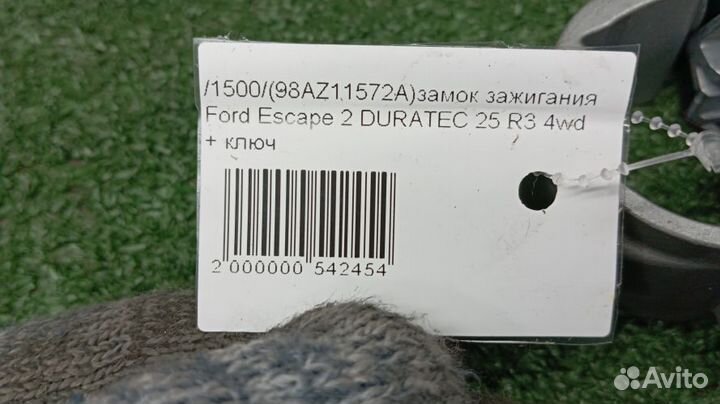 /1500/(98AZ11572A)замок зажигания
Ford Escape 2 DURATEC 25 R3 4wd
+ ключ
2 000000 542454
Avito